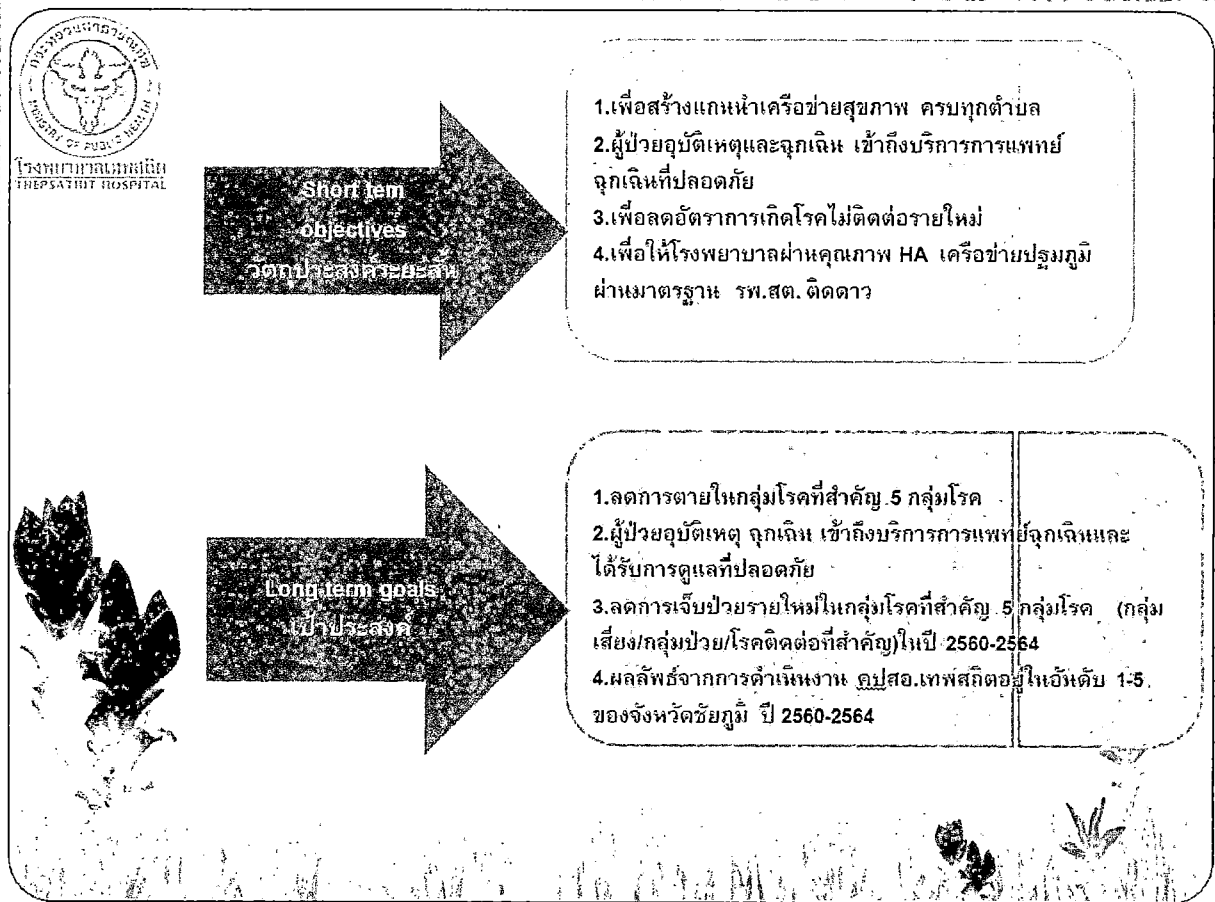 กระทรวงสาธารณสุข
MINISTRY OF PUBLIC HEALTH
โรงพยาบาลเทพสถิต
THEPSATHIT HOSPITAL
Short tem
objectives
วัตถุประสงค์ระยะสั้น
1.เพื่อสร้างแกนนำเครือข่ายสุขภาพ ครบทุกตำบล
2.ผู้ป่วยอุบัติเหตุและฉุกเฉิน เข้าถึงบริการการแพทย์
ฉุกเฉินที่ปลอดภัย
3.เพื่อลดอัตราการเกิดโรคไม่ติดต่อรายใหม่
4.เพื่อให้โรงพยาบาลผ่านคุณภาพ HA เครือข่ายปฐมภูมิ
ผ่านมาตรฐาน รพ.สต. ติดดาว
Long-term goals
เป้าประสงค์
1.ลดการตายในกลุ่มโรคที่สำคัญ 5 กลุ่มโรค
2.ผู้ป่วยอุบัติเหตุ ฉุกเฉิน เข้าถึงบริการการแพทย์ฉุกเฉินและ
ได้รับการดูแลที่ปลอดภัย
3.ลดการเจ็บป่วยรายใหม่ในกลุ่มโรคที่สำคัญ 5 กลุ่มโรค (กลุ่ม
เสี่ยง/กลุ่มป่วย/โรคติดต่อที่สำคัญ)ในปี 2560-2564
4.ผลลัพธ์จากการดำเนินงาน คปสอ.เทพสถิตอยู่ในอันดับ 1-5
ของจังหวัดชัยภูมิ ปี 2560-2564